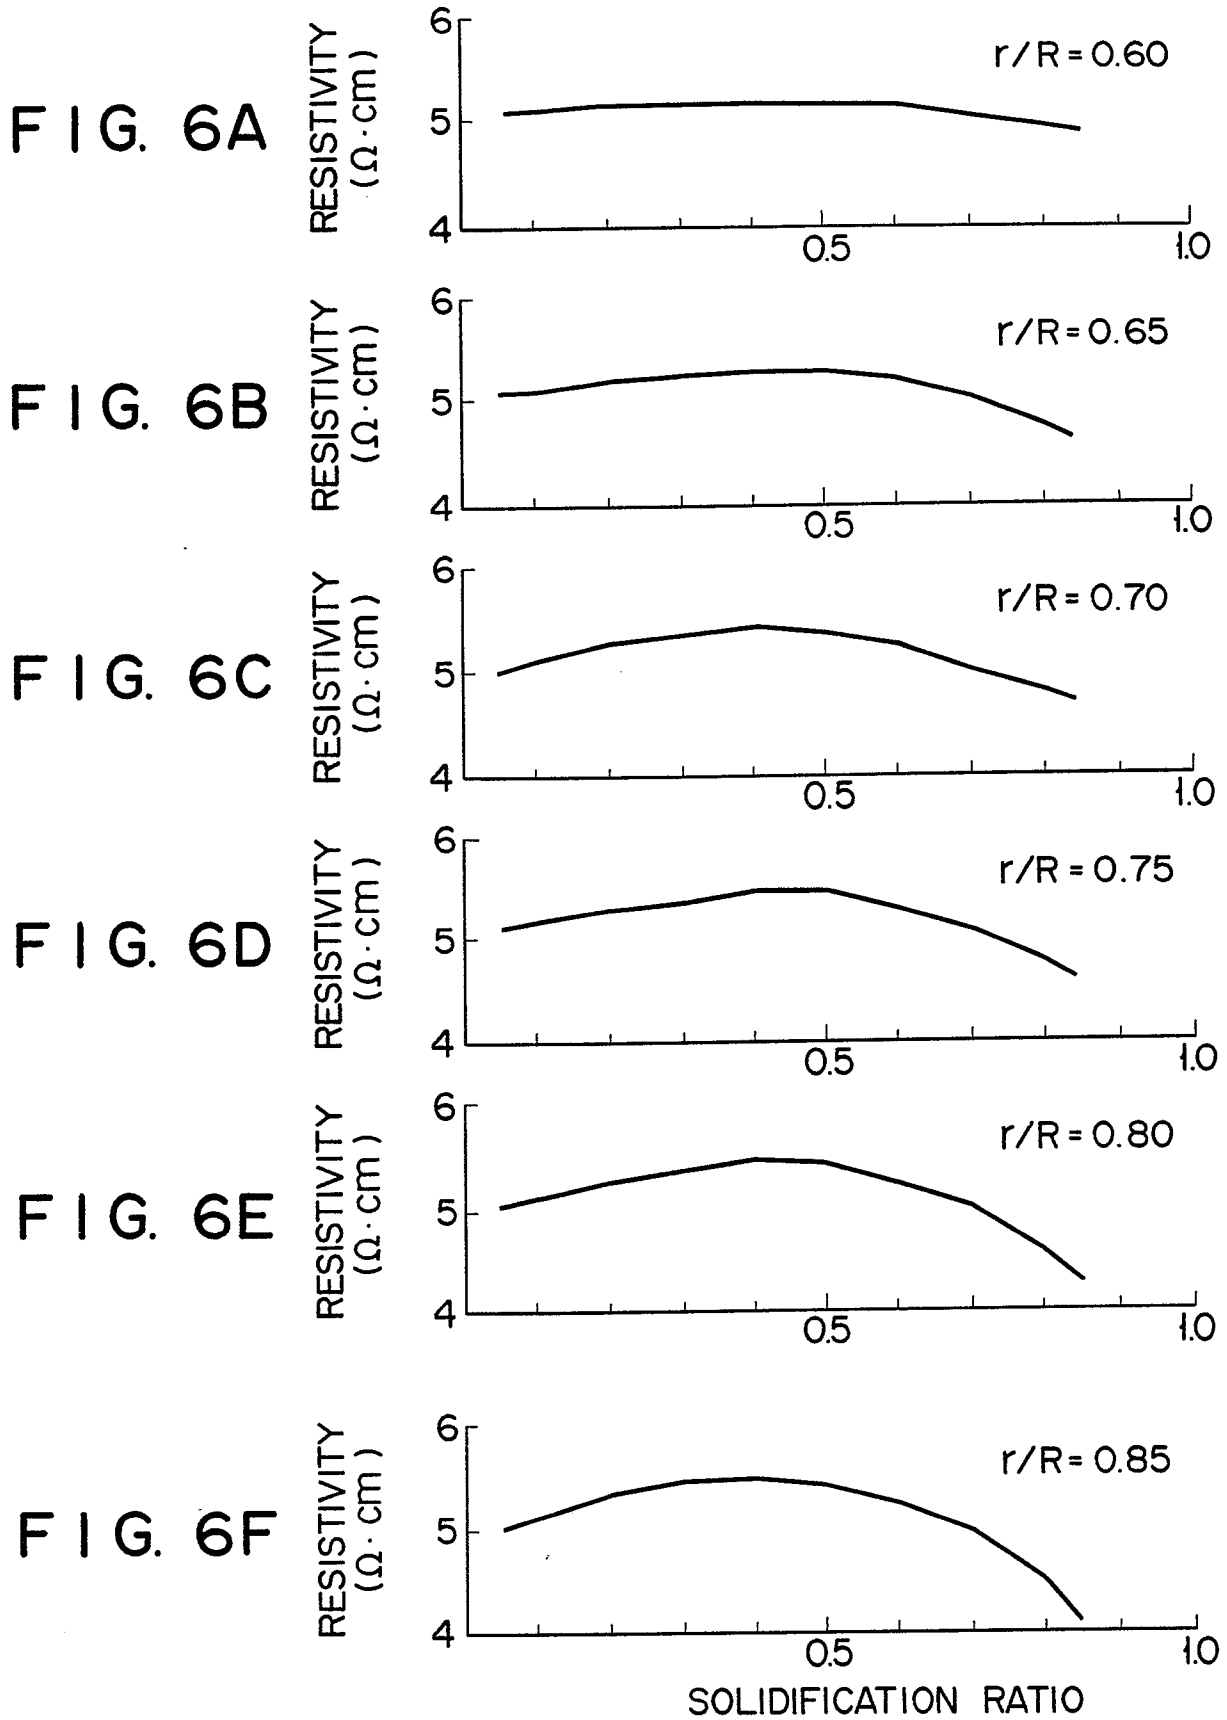 FIG. 6A
RESISTIVITY
(Ω·cm)
6
5
4
r/R = 0.60
0.5
1.0
FIG. 6B
RESISTIVITY
(Ω·cm)
6
5
4
r/R = 0.65
0.5
1.0
FIG. 6C
RESISTIVITY
(Ω·cm)
6
5
4
r/R = 0.70
0.5
1.0
FIG. 6D
RESISTIVITY
(Ω·cm)
6
5
4
r/R = 0.75
0.5
1.0
FIG. 6E
RESISTIVITY
(Ω·cm)
6
5
4
r/R = 0.80
0.5
1.0
FIG. 6F
RESISTIVITY
(Ω·cm)
6
5
4
r/R = 0.85
0.5
1.0
SOLIDIFICATION RATIO